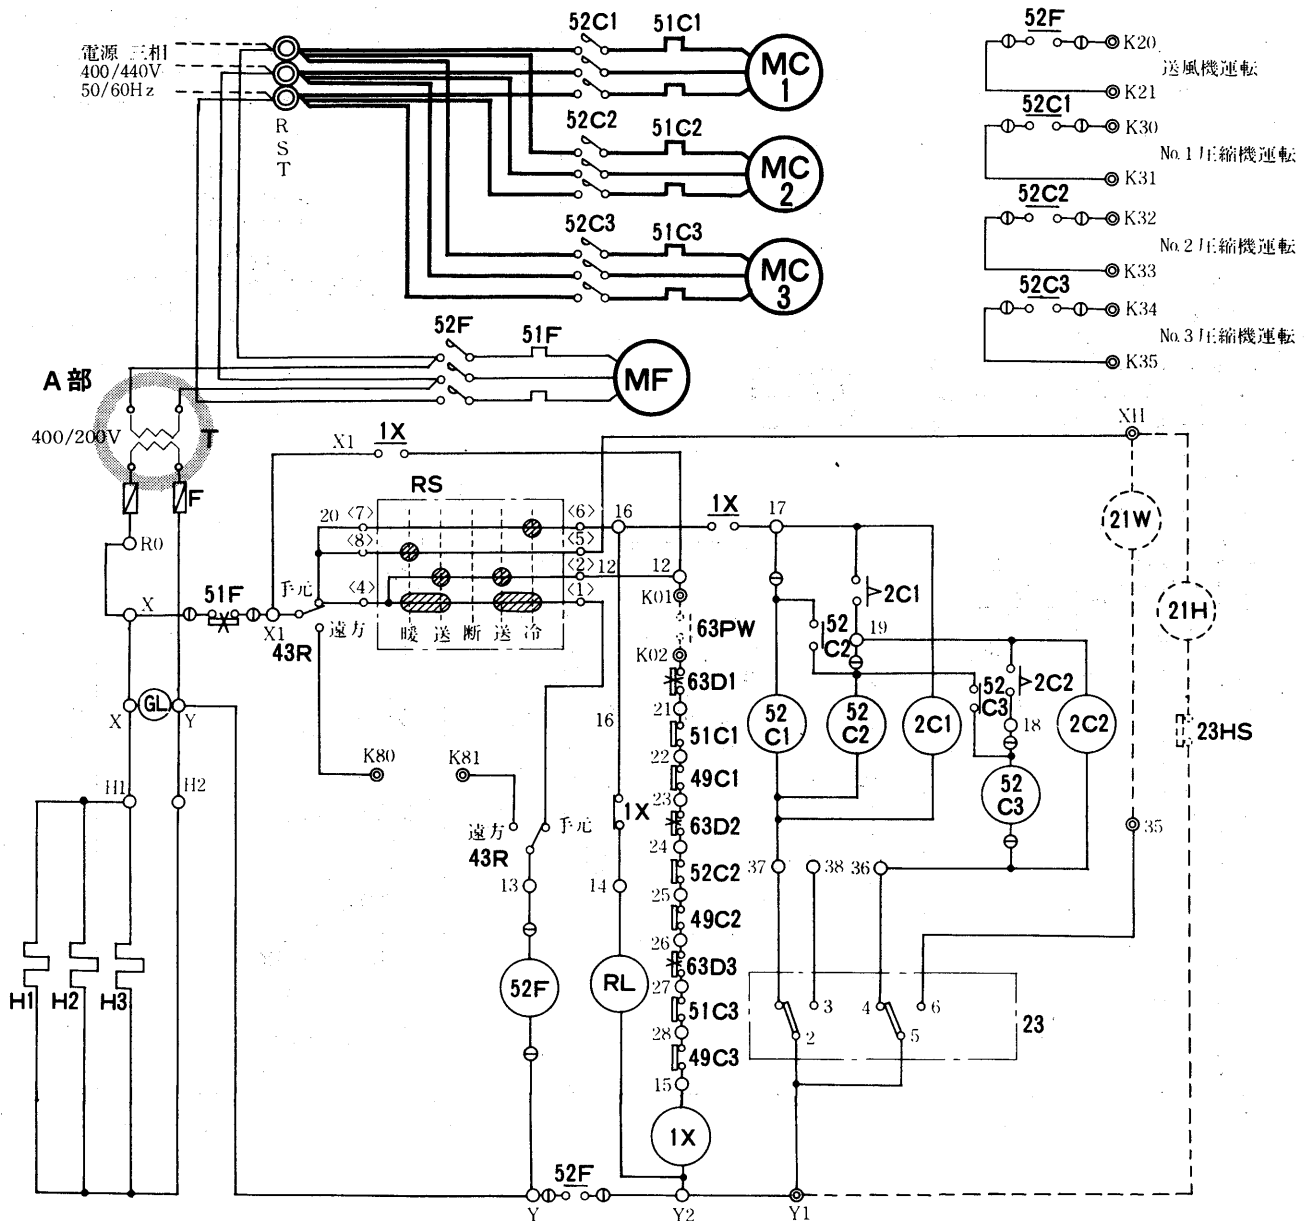 52C1
51C1
電源 三相
400/440V
50/60Hz
R
S
T
MC
1
52C2
51C2
MC
2
52C3
51C3
MC
3
52F
51F
MF
52F
K20
送風機運転
K21
52C1
K30
No.1圧縮機運転
K31
52C2
K32
No.2圧縮機運転
K33
52C3
K34
No.3圧縮機運転
K35
A部
400/200V
T
F
R0
X1
1X
XH
RS
20
〈7〉
〈6〉
16
1X
17
〈8〉
〈5〉
〈2〉
12
12
〈4〉
〈1〉
21W
21H
23HS
51F
手元
遠方
X
X1
43R
暖 送 断 送 冷
K01
63PW
K02
63D1
21
51C1
22
49C1
23
63D2
24
52C2
25
49C2
26
63D3
27
51C3
28
49C3
15
1X
2C1
52
C2
19
52
C3
2C2
18
52
C1
52
C2
2C1
2C2
52
C3
X
GL
Y
H1
H2
K80
K81
16
1X
遠方
手元
43R
13
14
37
38
36
35
52F
RL
3
4
6
2
5
23
H1
H2
H3
52F
Y
Y2
Y1